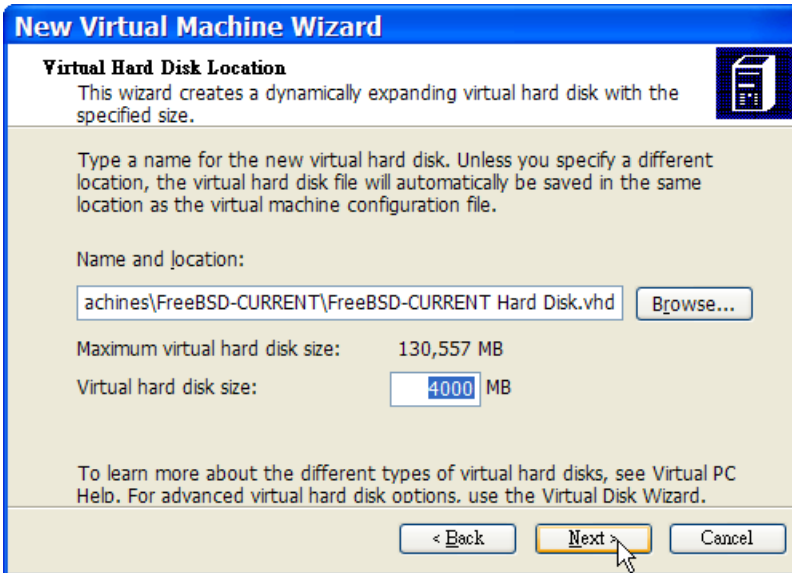 New Virtual Machine Wizard
Virtual Hard Disk Location
This wizard creates a dynamically expanding virtual hard disk with the
specified size.
Type a name for the new virtual hard disk. Unless you specify a different
location, the virtual hard disk file will automatically be saved in the same
location as the virtual machine configuration file.
Name and location:
achines\FreeBSD-CURRENT\FreeBSD-CURRENT Hard Disk.vhd Browse...
Maximum virtual hard disk size: 130,557 MB
Virtual hard disk size: 4000 MB
To learn more about the different types of virtual hard disks, see Virtual PC
Help. For advanced virtual hard disk options, use the Virtual Disk Wizard.
< Back Next > Cancel